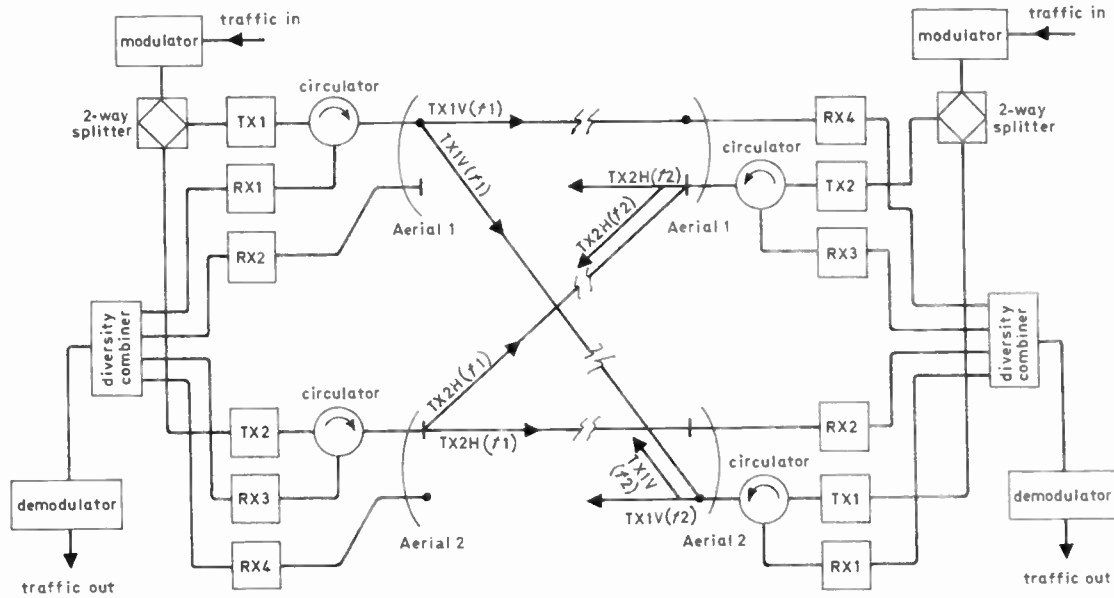 traffic in
modulator
2-way
splitter
TX1
circulator
RX1
RX2
Aerial 1
TX1V(f1)
TX1V(f1)
diversity
combiner
TX2
circulator
RX3
RX4
Aerial 2
TX2H(f1)
TX2H(f1)
demodulator
traffic out
traffic in
modulator
2-way
splitter
RX4
circulator
TX2
RX3
Aerial 1
TX2H(f2)
TX2H(f2)
diversity
combiner
RX2
circulator
TX1
RX1
Aerial 2
TX1V
(f2)
TX1V(f2)
demodulator
traffic out